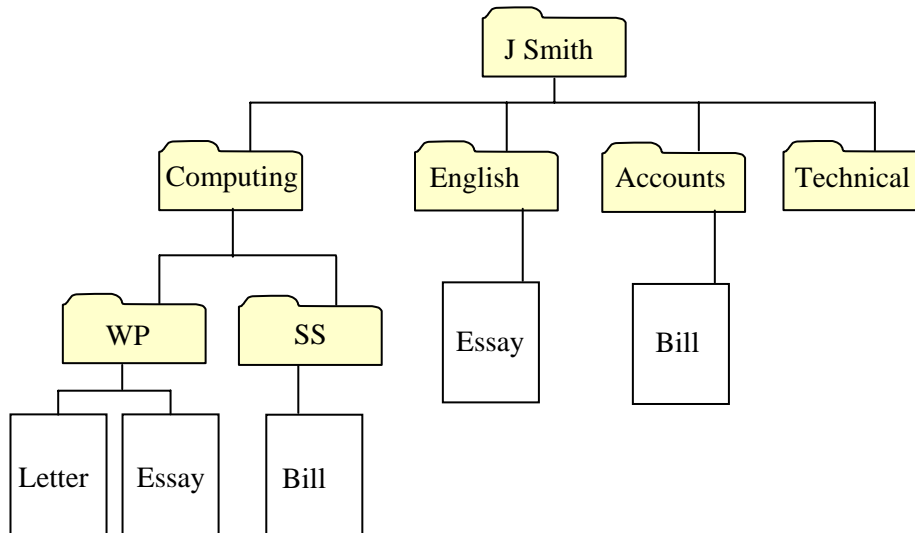 J Smith
Computing
English
Accounts
Technical
WP
SS
Essay
Bill
Letter
Essay
Bill